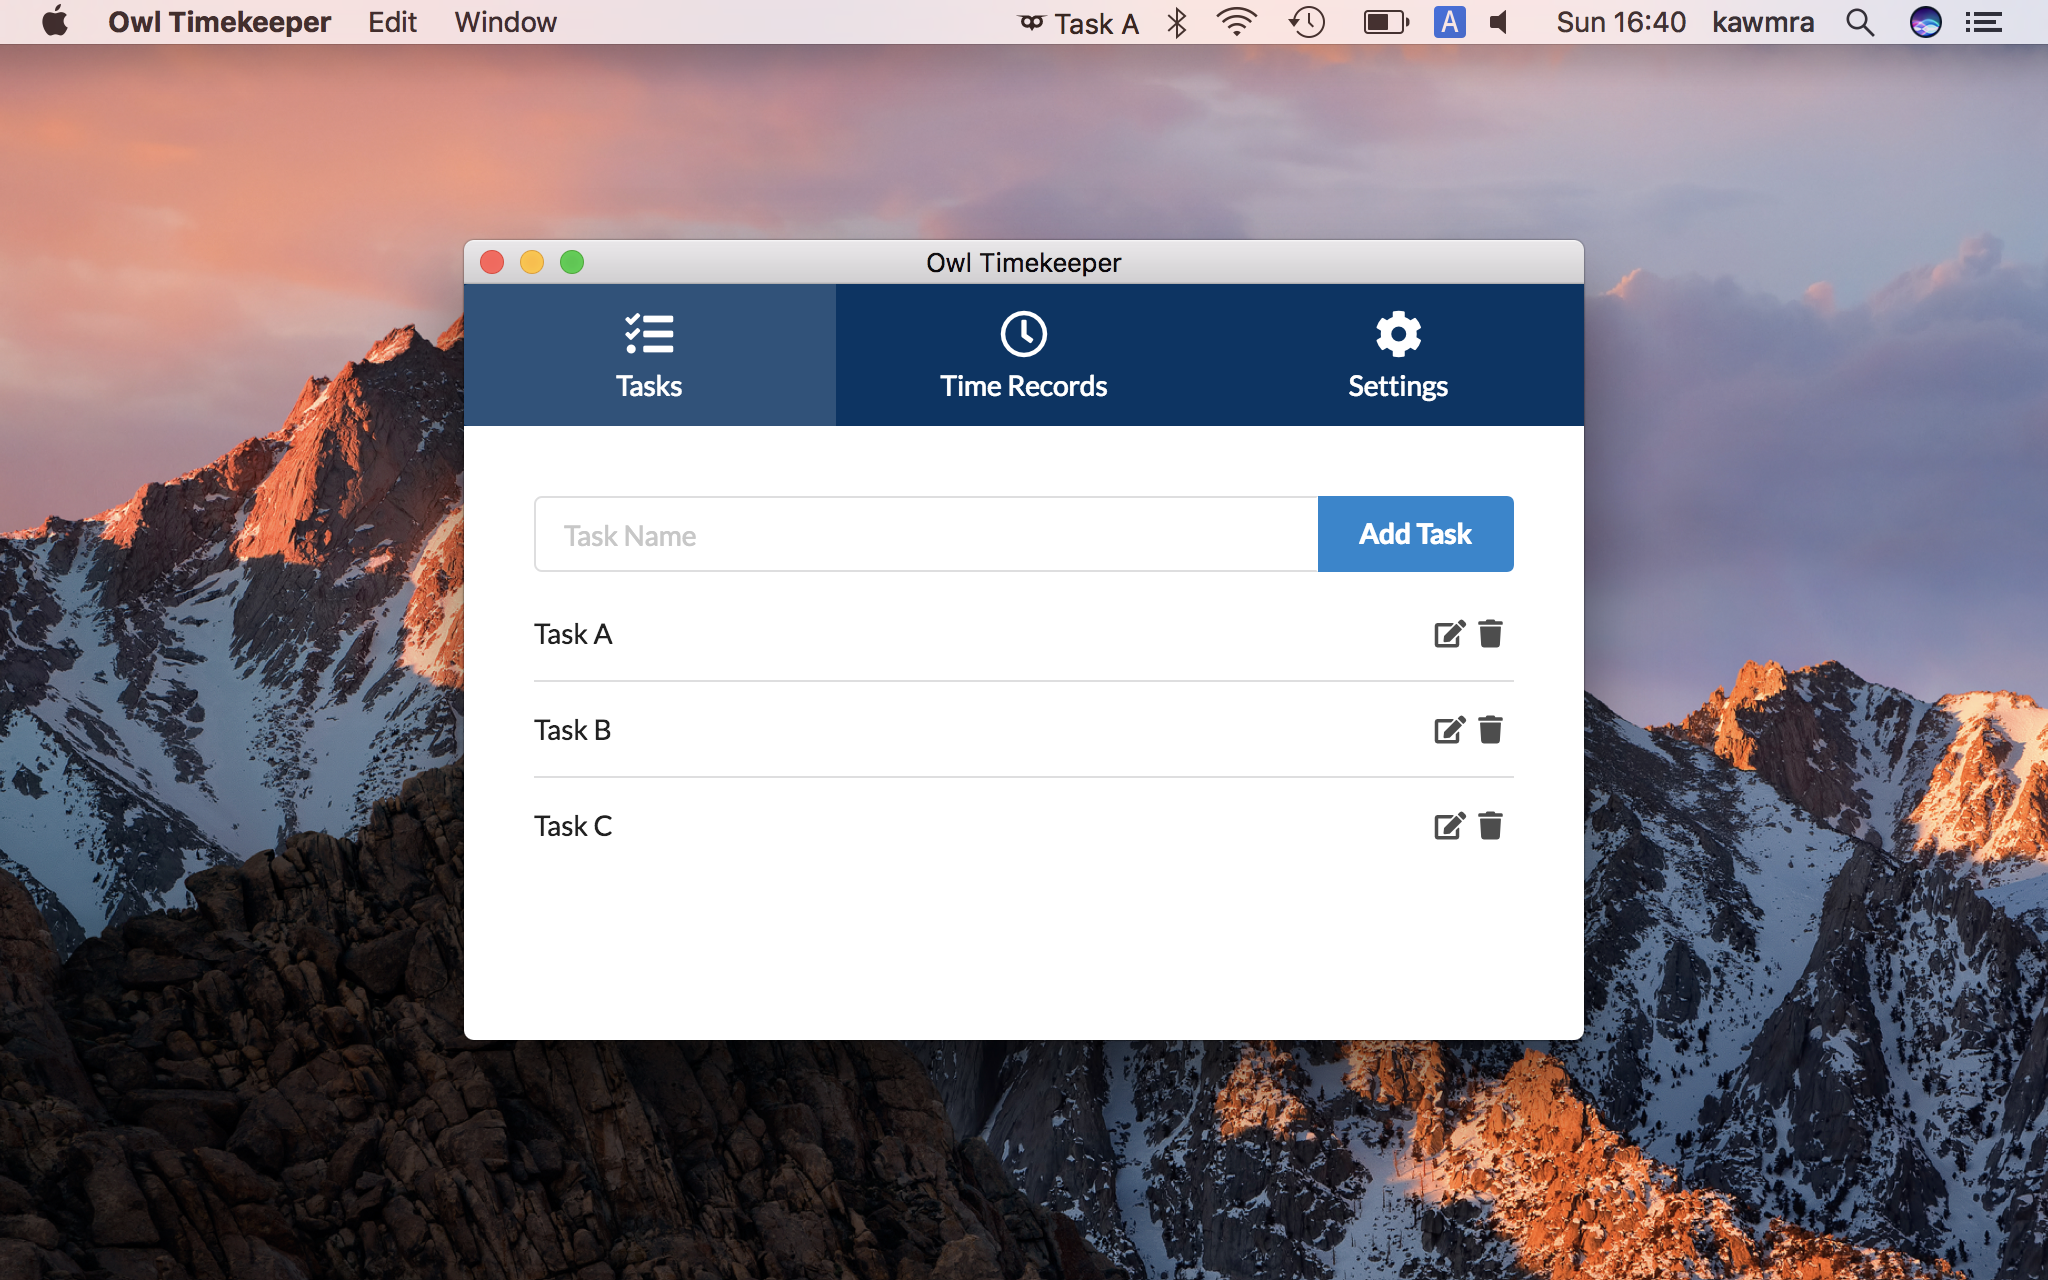 Owl Timekeeper Edit Window Task A A Sun 16:40 kawmra
Owl Timekeeper
Tasks Time Records Settings
Task Name Add Task
Task A
Task B
Task C